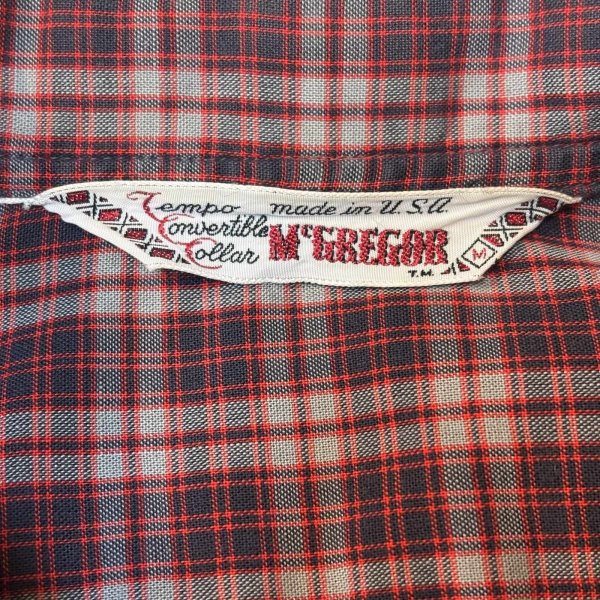 Tempo made in U.S.A.
Convertible
Collar McGREGOR
T.M.
M